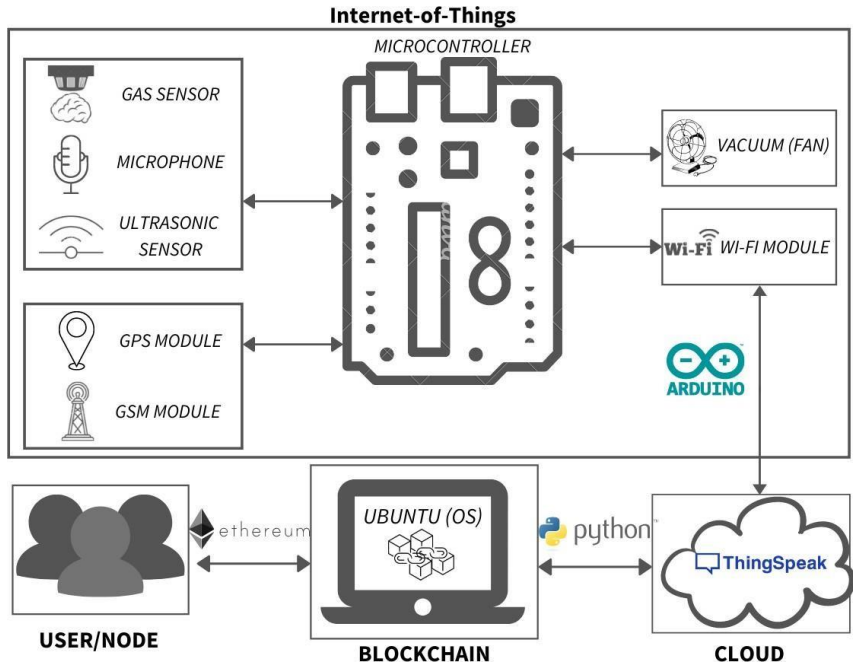 Internet-of-Things
MICROCONTROLLER
GAS SENSOR
MICROPHONE
ULTRASONIC
SENSOR
GPS MODULE
GSM MODULE
VACUUM (FAN)
Wi-Fi WI-FI MODULE
ARDUINO
ethereum
UBUNTU (OS)
python
ThingSpeak
USER/NODE
BLOCKCHAIN
CLOUD